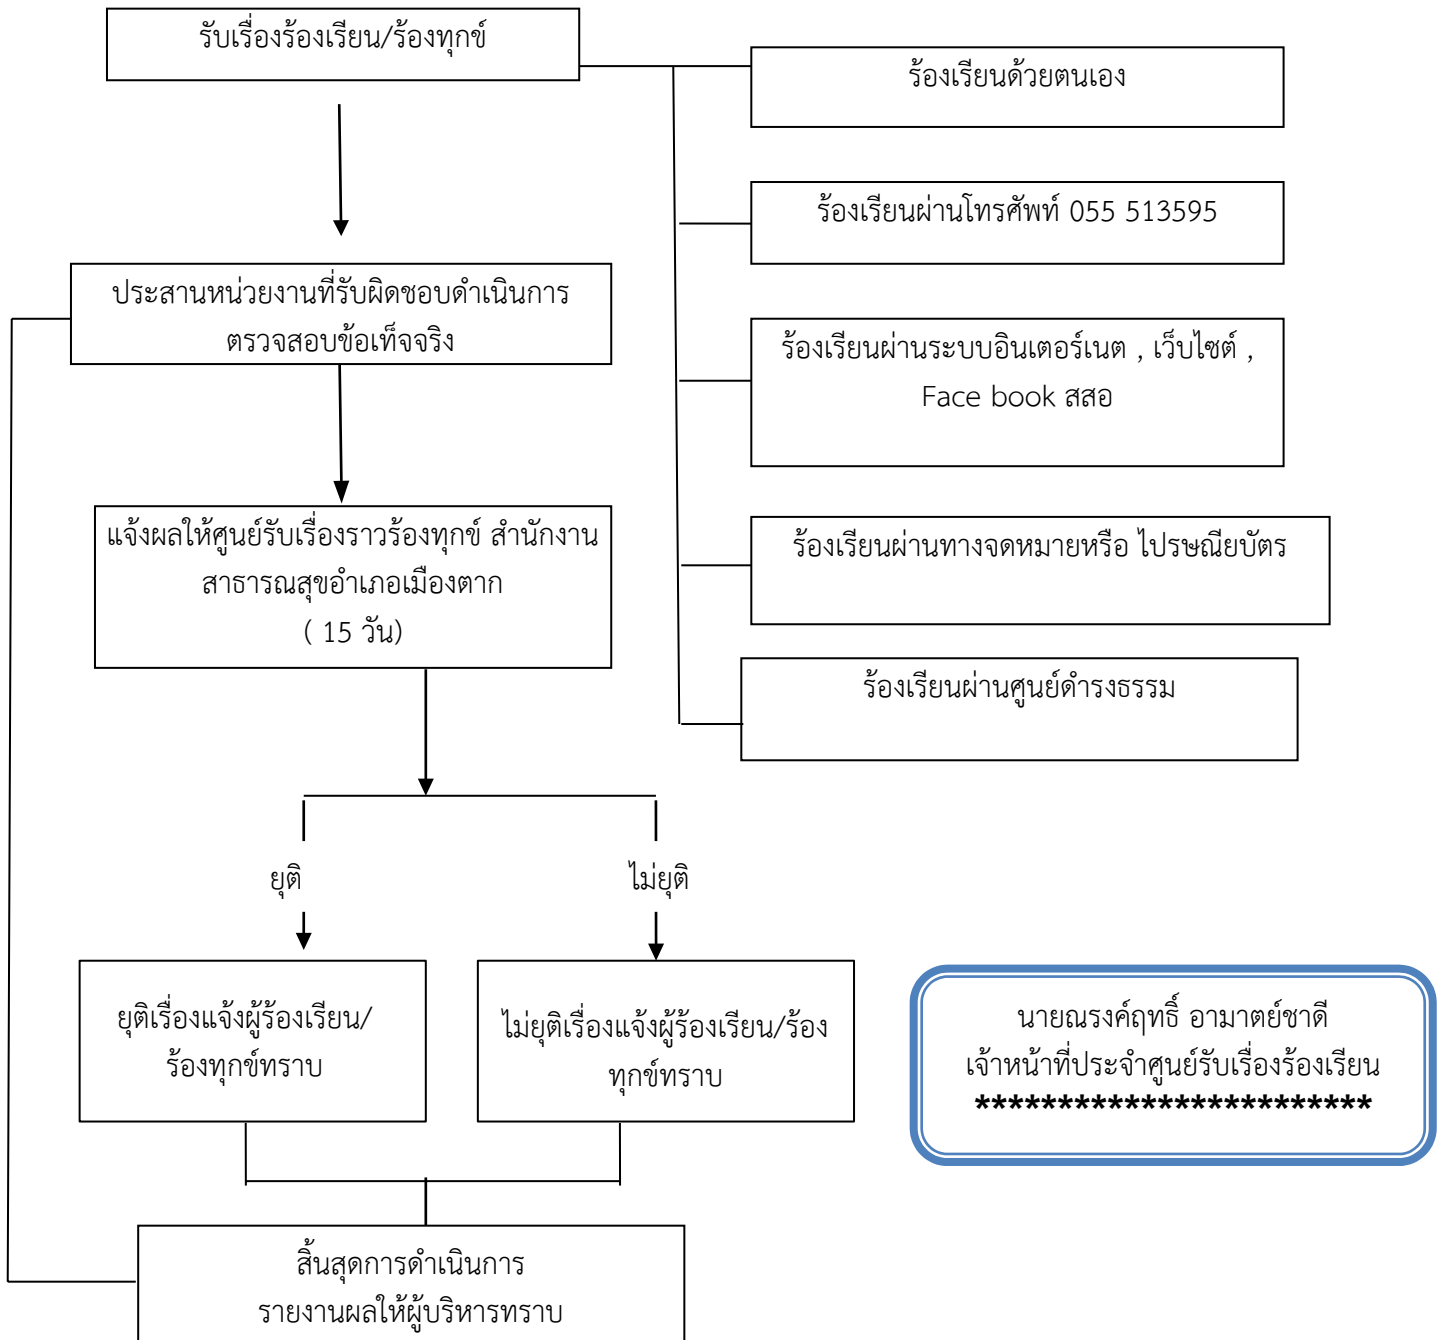 รับเรื่องร้องเรียน/ร้องทุกข์
ร้องเรียนด้วยตนเอง
ร้องเรียนผ่านโทรศัพท์ 055 513595
ประสานหน่วยงานที่รับผิดชอบดำเนินการ
ตรวจสอบข้อเท็จจริง
ร้องเรียนผ่านระบบอินเตอร์เนต , เว็บไซต์ ,
Face book สสอ
แจ้งผลให้ศูนย์รับเรื่องราวร้องทุกข์ สำนักงาน
สาธารณสุขอำเภอเมืองตาก
( 15 วัน)
ร้องเรียนผ่านทางจดหมายหรือ ไปรษณียบัตร
ร้องเรียนผ่านศูนย์ดำรงธรรม
ยุติ
ไม่ยุติ
ยุติเรื่องแจ้งผู้ร้องเรียน/
ร้องทุกข์ทราบ
ไม่ยุติเรื่องแจ้งผู้ร้องเรียน/ร้อง
ทุกข์ทราบ
นายณรงค์ฤทธิ์ อามาตย์ชาดี
เจ้าหน้าที่ประจำศูนย์รับเรื่องร้องเรียน
************************
สิ้นสุดการดำเนินการ
รายงานผลให้ผู้บริหารทราบ